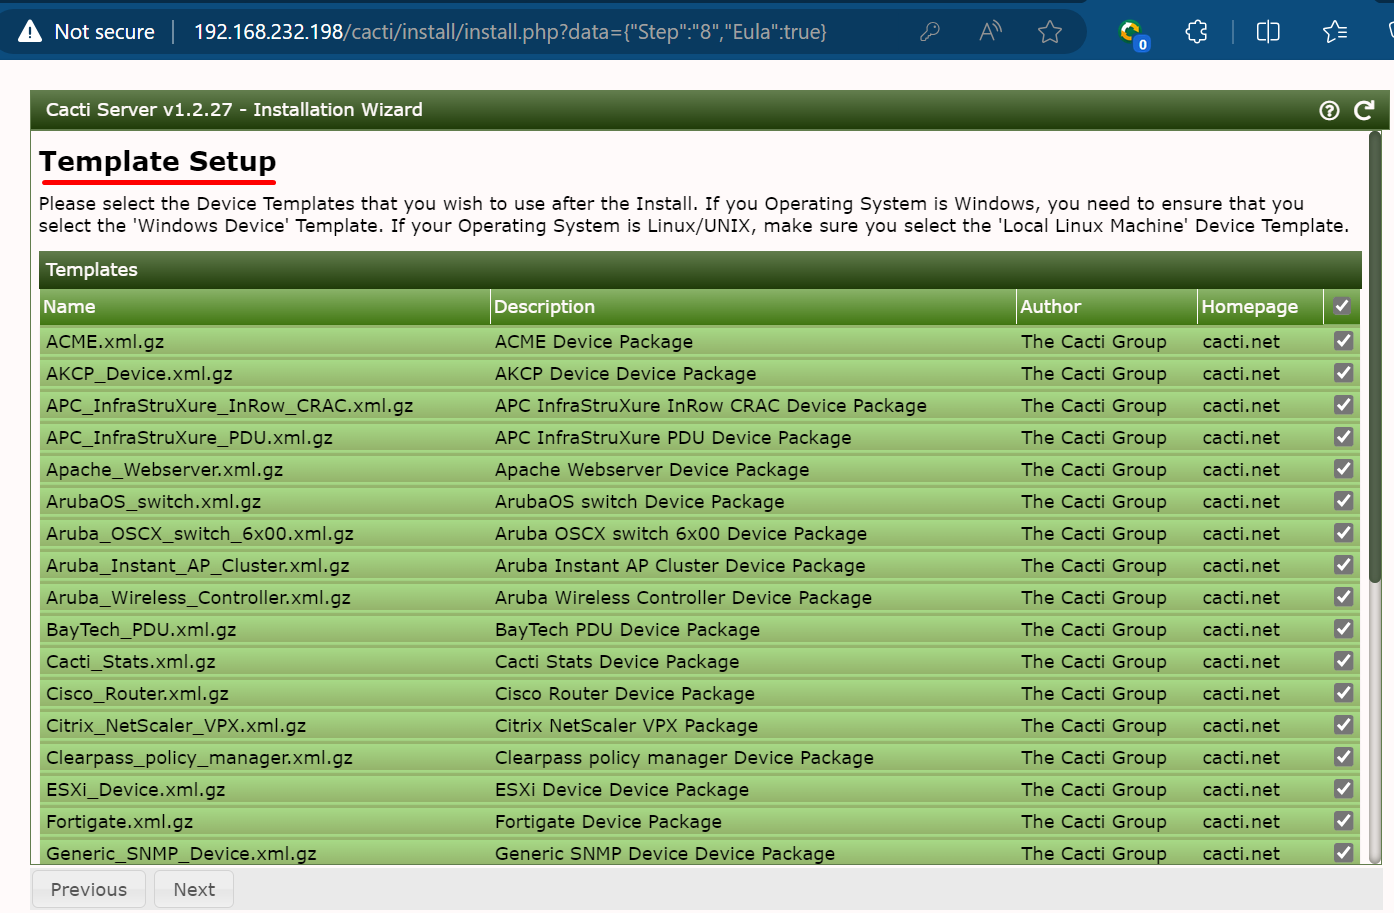 Not secure 192.168.232.198/cacti/install/install.php?data={"Step":"8","Eula":true} A 0
Cacti Server v1.2.27 - Installation Wizard
Template Setup
Please select the Device Templates that you wish to use after the Install. If you Operating System is Windows, you need to ensure that you
select the 'Windows Device' Template. If your Operating System is Linux/UNIX, make sure you select the 'Local Linux Machine' Device Template.
Templates
Name Description Author Homepage
ACME.xml.gz ACME Device Package The Cacti Group cacti.net
AKCP_Device.xml.gz AKCP Device Device Package The Cacti Group cacti.net
APC_InfraStruXure_InRow_CRAC.xml.gz APC InfraStruXure InRow CRAC Device Package The Cacti Group cacti.net
APC_InfraStruXure_PDU.xml.gz APC InfraStruXure PDU Device Package The Cacti Group cacti.net
Apache_Webserver.xml.gz Apache Webserver Device Package The Cacti Group cacti.net
ArubaOS_switch.xml.gz ArubaOS switch Device Package The Cacti Group cacti.net
Aruba_OSCX_switch_6x00.xml.gz Aruba OSCX switch 6x00 Device Package The Cacti Group cacti.net
Aruba_Instant_AP_Cluster.xml.gz Aruba Instant AP Cluster Device Package The Cacti Group cacti.net
Aruba_Wireless_Controller.xml.gz Aruba Wireless Controller Device Package The Cacti Group cacti.net
BayTech_PDU.xml.gz BayTech PDU Device Package The Cacti Group cacti.net
Cacti_Stats.xml.gz Cacti Stats Device Package The Cacti Group cacti.net
Cisco_Router.xml.gz Cisco Router Device Package The Cacti Group cacti.net
Citrix_NetScaler_VPX.xml.gz Citrix NetScaler VPX Package The Cacti Group cacti.net
Clearpass_policy_manager.xml.gz Clearpass policy manager Device Package The Cacti Group cacti.net
ESXi_Device.xml.gz ESXi Device Device Package The Cacti Group cacti.net
Fortigate.xml.gz Fortigate Device Package The Cacti Group cacti.net
Generic_SNMP_Device.xml.gz Generic SNMP Device Device Package The Cacti Group cacti.net
Previous Next